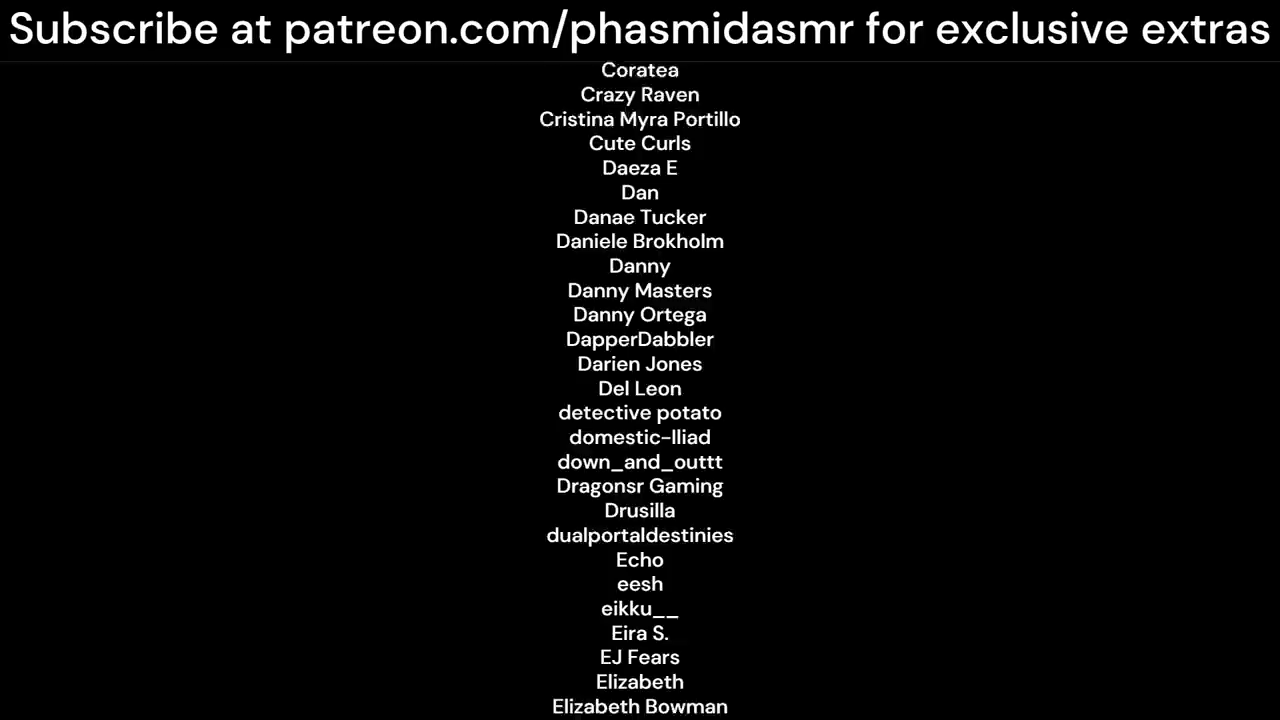 Subscribe at patreon.com/phasmidasmr for exclusive extras
Coratea
Crazy Raven
Cristina Myra Portillo
Cute Curls
Daeza E
Dan
Danae Tucker
Daniele Brokholm
Danny
Danny Masters
Danny Ortega
DapperDabbler
Darien Jones
Del Leon
detective potato
domestic-Iliad
down_and_outtt
Dragonsr Gaming
Drusilla
dualportaldestinies
Echo
eesh
eikku__
Eira S.
EJ Fears
Elizabeth
Elizabeth Bowman